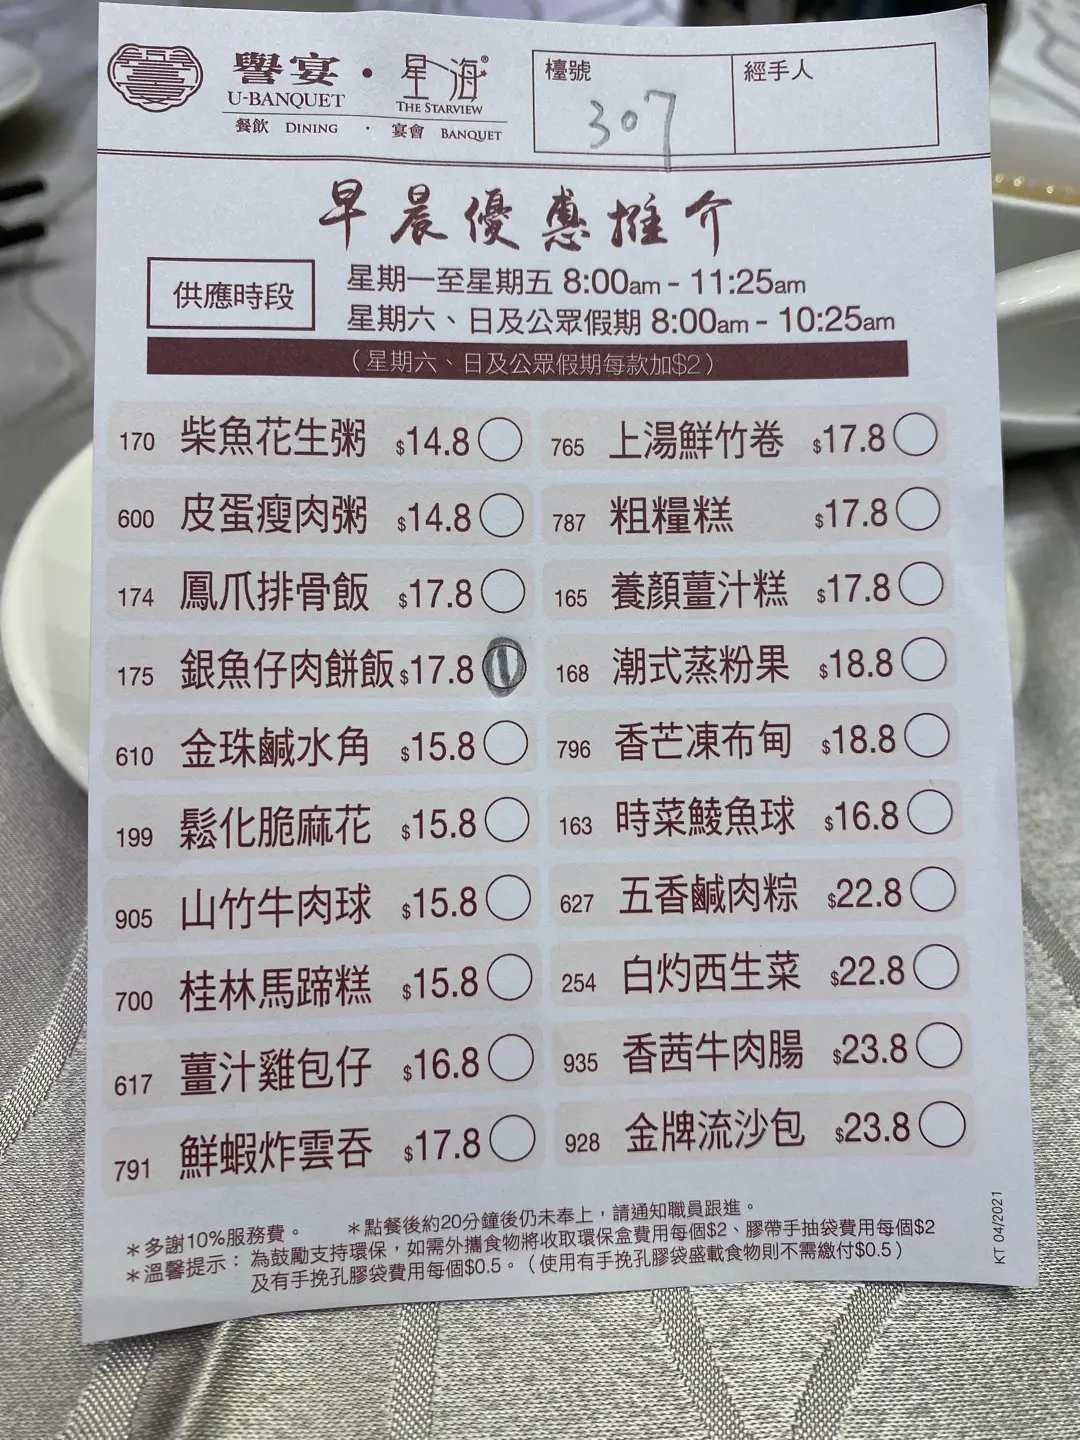 譽宴・星海®
U-BANQUET THE STARVIEW
餐飲 DINING ・ 宴會 BANQUET
檯號 307
經手人
早晨優惠推介
供應時段
星期一至星期五 8:00am - 11:25am
星期六、日及公眾假期 8:00am - 10:25am
（星期六、日及公眾假期每款加$2）
170 柴魚花生粥 $14.8
600 皮蛋瘦肉粥 $14.8
174 鳳爪排骨飯 $17.8
175 銀魚仔肉餅飯 $17.8
610 金珠鹹水角 $15.8
199 鬆化脆麻花 $15.8
905 山竹牛肉球 $15.8
700 桂林馬蹄糕 $15.8
617 薑汁雞包仔 $16.8
791 鮮蝦炸雲吞 $17.8
765 上湯鮮竹卷 $17.8
787 粗糧糕 $17.8
165 養顏薑汁糕 $17.8
168 潮式蒸粉果 $18.8
796 香芒凍布甸 $18.8
163 時菜鯪魚球 $16.8
627 五香鹹肉粽 $22.8
254 白灼西生菜 $22.8
935 香茜牛肉腸 $23.8
928 金牌流沙包 $23.8
＊多謝10%服務費。 ＊點餐後約20分鐘後仍未奉上，請通知職員跟進。
＊溫馨提示：為鼓勵支持環保，如需外攜食物將收取環保盒費用每個$2、膠帶手抽袋費用每個$2
及有手挽孔膠袋費用每個$0.5。（使用有手挽孔膠袋盛載食物則不需繳付$0.5）
KT 04/2021